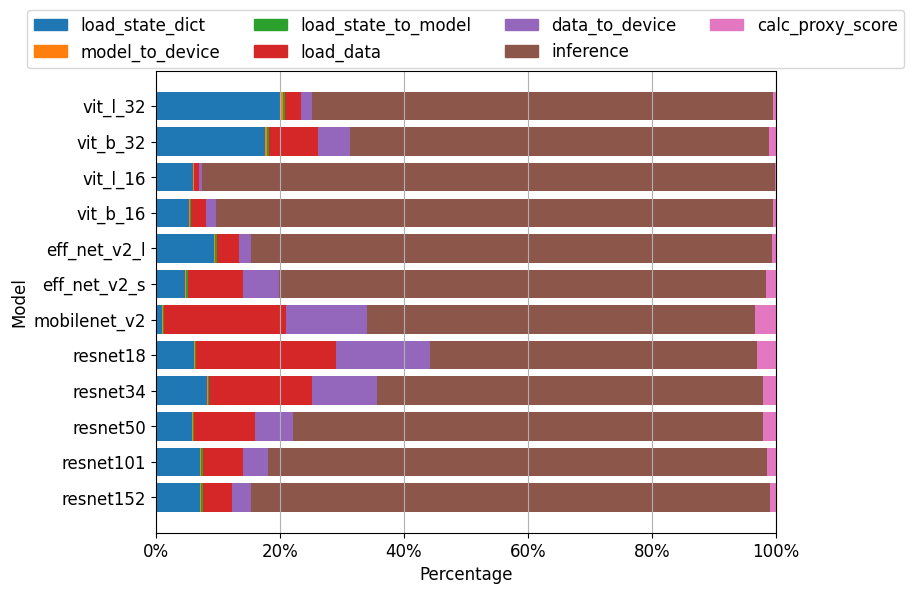 load_state_dict load_state_to_model data_to_device calc_proxy_score
model_to_device load_data inference
Model
vit_l_32
vit_b_32
vit_l_16
vit_b_16
eff_net_v2_l
eff_net_v2_s
mobilenet_v2
resnet18
resnet34
resnet50
resnet101
resnet152
0% 20% 40% 60% 80% 100%
Percentage